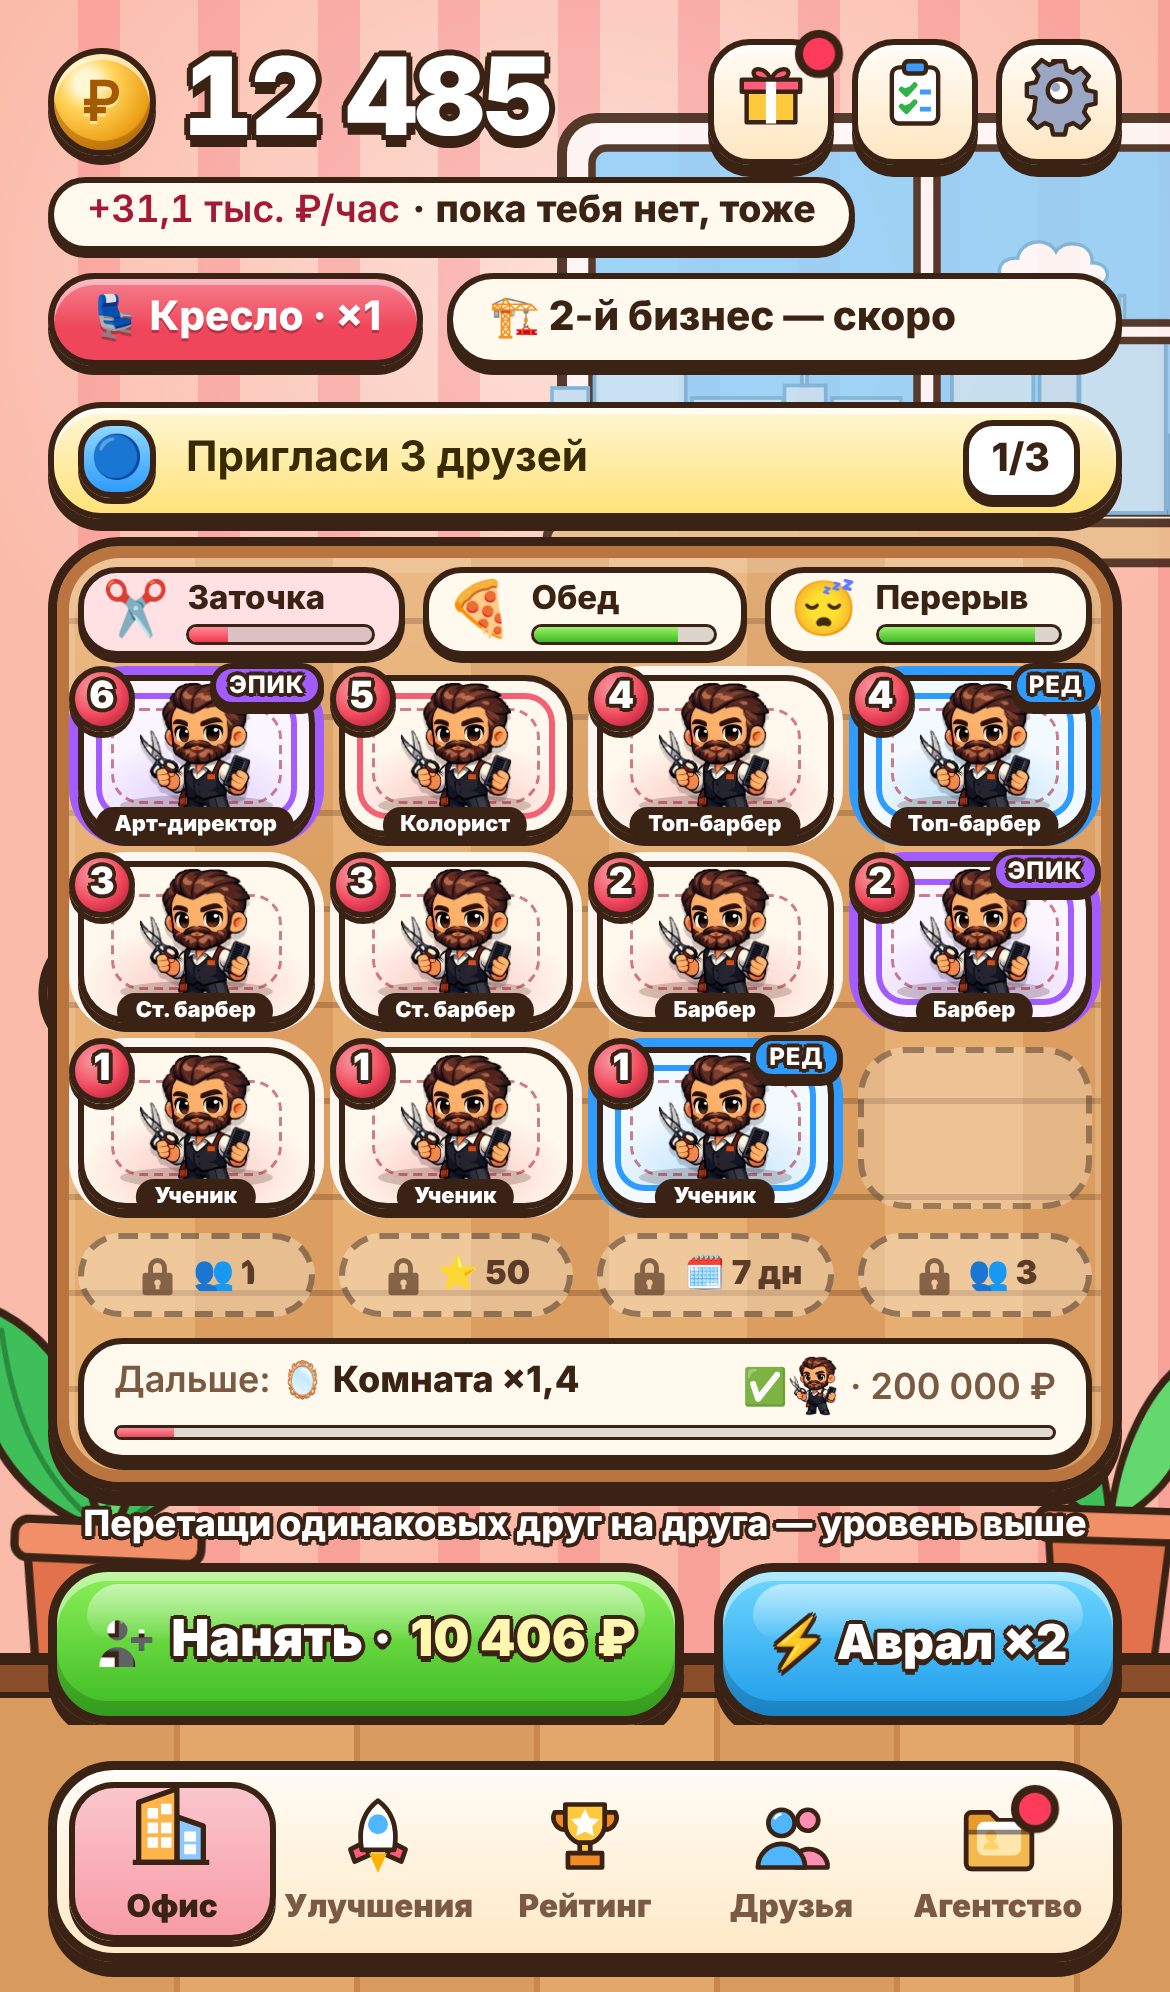 ₽ 12 485
+31,1 тыс. ₽/час · пока тебя нет, тоже
Кресло · ×1
2-й бизнес — скоро
Пригласи 3 друзей
1/3
Заточка
Обед
Перерыв
6 ЭПИК
5
4
4 РЕД
Арт-директор
Колорист
Топ-барбер
Топ-барбер
3
3
2
2 ЭПИК
Ст. барбер
Ст. барбер
Барбер
Барбер
1
1
1 РЕД
Ученик
Ученик
Ученик
1
50
7 дн
3
Дальше: Комната ×1,4
· 200 000 ₽
Перетащи одинаковых друг на друга — уровень выше
Нанять · 10 406 ₽
Аврал ×2
Офис
Улучшения
Рейтинг
Друзья
Агентство